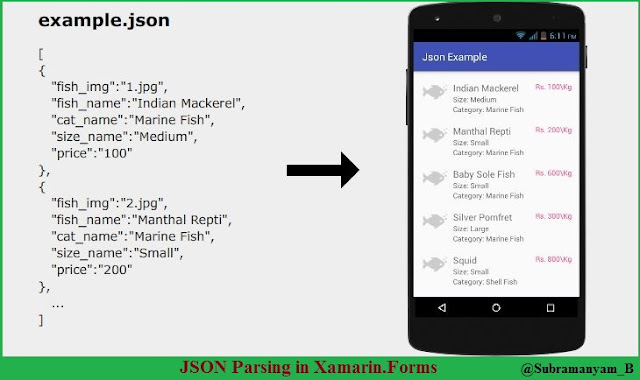 example.json
[
{
"fish_img":"1.jpg",
"fish_name":"Indian Mackerel",
"cat_name":"Marine Fish",
"size_name":"Medium",
"price":"100"
},
{
"fish_img":"2.jpg",
"fish_name":"Manthal Repti",
"cat_name":"Marine Fish",
"size_name":"Small",
"price":"200"
},
...
]
6:11 PM
Json Example
Indian Mackerel Rs. 100\Kg
Size: Medium
Category: Marine Fish
Manthal Repti Rs. 200\Kg
Size: Small
Category: Marine Fish
Baby Sole Fish Rs. 600\Kg
Size: Small
Category: Marine Fish
Silver Pomfret Rs. 300\Kg
Size: Large
Category: Marine Fish
Squid Rs. 800\Kg
Size: Small
Category: Shell Fish
JSON Parsing in Xamarin.Forms
@Subramanyam_B